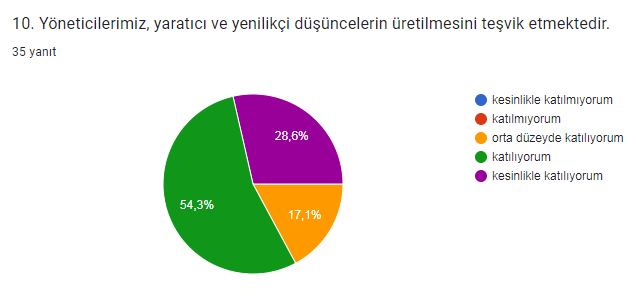 10. Yöneticilerimiz, yaratıcı ve yenilikçi düşüncelerin üretilmesini teşvik etmektedir.
35 yanıt
kesinlikle katılmıyorum
katılmıyorum
orta düzeyde katılıyorum
katılıyorum
kesinlikle katılıyorum
28,6%
54,3%
17,1%